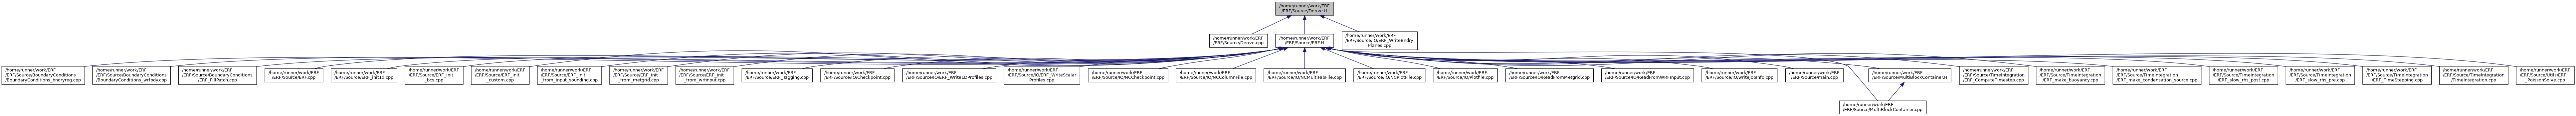 /home/runner/work/ERF
/ERF/Source/Derive.H
/home/runner/work/ERF
/ERF/Source/Derive.cpp
/home/runner/work/ERF
/ERF/Source/ERF.H
/home/runner/work/ERF
/ERF/Source/IO/ERF_WriteBndry
Planes.cpp
/home/runner/work/ERF
/ERF/Source/BoundaryConditions
/BoundaryConditions_bndryreg.cpp
/home/runner/work/ERF
/ERF/Source/BoundaryConditions
/BoundaryConditions_wrfbdy.cpp
/home/runner/work/ERF
/ERF/Source/BoundaryConditions
/ERF_FillPatch.cpp
/home/runner/work/ERF
/ERF/Source/ERF.cpp
/home/runner/work/ERF
/ERF/Source/ERF_init1d.cpp
/home/runner/work/ERF
/ERF/Source/ERF_init
_bcs.cpp
/home/runner/work/ERF
/ERF/Source/ERF_init
_custom.cpp
/home/runner/work/ERF
/ERF/Source/ERF_init
_from_input_sounding.cpp
/home/runner/work/ERF
/ERF/Source/ERF_init
_from_metgrid.cpp
/home/runner/work/ERF
/ERF/Source/ERF_init
_from_wrfinput.cpp
/home/runner/work/ERF
/ERF/Source/ERF_Tagging.cpp
/home/runner/work/ERF
/ERF/Source/IO/Checkpoint.cpp
/home/runner/work/ERF
/ERF/Source/IO/ERF_Write1DProfiles.cpp
/home/runner/work/ERF
/ERF/Source/IO/ERF_WriteScalar
Profiles.cpp
/home/runner/work/ERF
/ERF/Source/IO/NCCheckpoint.cpp
/home/runner/work/ERF
/ERF/Source/IO/NCColumnFile.cpp
/home/runner/work/ERF
/ERF/Source/IO/NCMultiFabFile.cpp
/home/runner/work/ERF
/ERF/Source/IO/NCPlotFile.cpp
/home/runner/work/ERF
/ERF/Source/IO/Plotfile.cpp
/home/runner/work/ERF
/ERF/Source/IO/ReadFromMetgrid.cpp
/home/runner/work/ERF
/ERF/Source/IO/ReadFromWRFInput.cpp
/home/runner/work/ERF
/ERF/Source/IO/writeJobInfo.cpp
/home/runner/work/ERF
/ERF/Source/main.cpp
/home/runner/work/ERF
/ERF/Source/MultiBlockContainer.H
/home/runner/work/ERF
/ERF/Source/TimeIntegration
/ERF_ComputeTimestep.cpp
/home/runner/work/ERF
/ERF/Source/TimeIntegration
/ERF_make_buoyancy.cpp
/home/runner/work/ERF
/ERF/Source/TimeIntegration
/ERF_make_condensation_source.cpp
/home/runner/work/ERF
/ERF/Source/TimeIntegration
/ERF_slow_rhs_post.cpp
/home/runner/work/ERF
/ERF/Source/TimeIntegration
/ERF_slow_rhs_pre.cpp
/home/runner/work/ERF
/ERF/Source/TimeIntegration
/ERF_TimeStepping.cpp
/home/runner/work/ERF
/ERF/Source/TimeIntegration
/TimeIntegration.cpp
/home/runner/work/ERF
/ERF/Source/Utils/ERF
_PoissonSolve.cpp
/home/runner/work/ERF
/ERF/Source/MultiBlockContainer.cpp